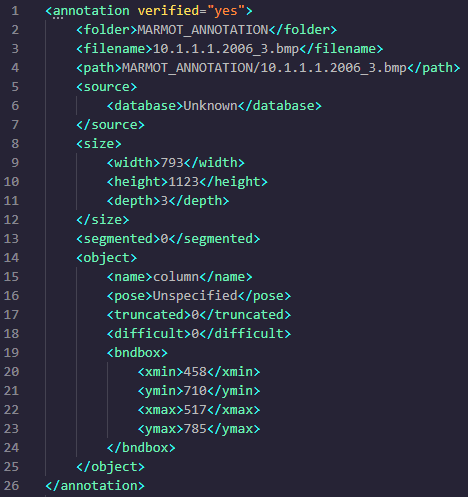 1 <annotation verified="yes">
2 <folder>MARMOT_ANNOTATION</folder>
3 <filename>10.1.1.1.2006_3.bmp</filename>
4 <path>MARMOT_ANNOTATION/10.1.1.1.2006_3.bmp</path>
5 <source>
6 <database>Unknown</database>
7 </source>
8 <size>
9 <width>793</width>
10 <height>1123</height>
11 <depth>3</depth>
12 </size>
13 <segmented>0</segmented>
14 <object>
15 <name>column</name>
16 <pose>Unspecified</pose>
17 <truncated>0</truncated>
18 <difficult>0</difficult>
19 <bndbox>
20 <xmin>458</xmin>
21 <ymin>710</ymin>
22 <xmax>517</xmax>
23 <ymax>785</ymax>
24 </bndbox>
25 </object>
26 </annotation>